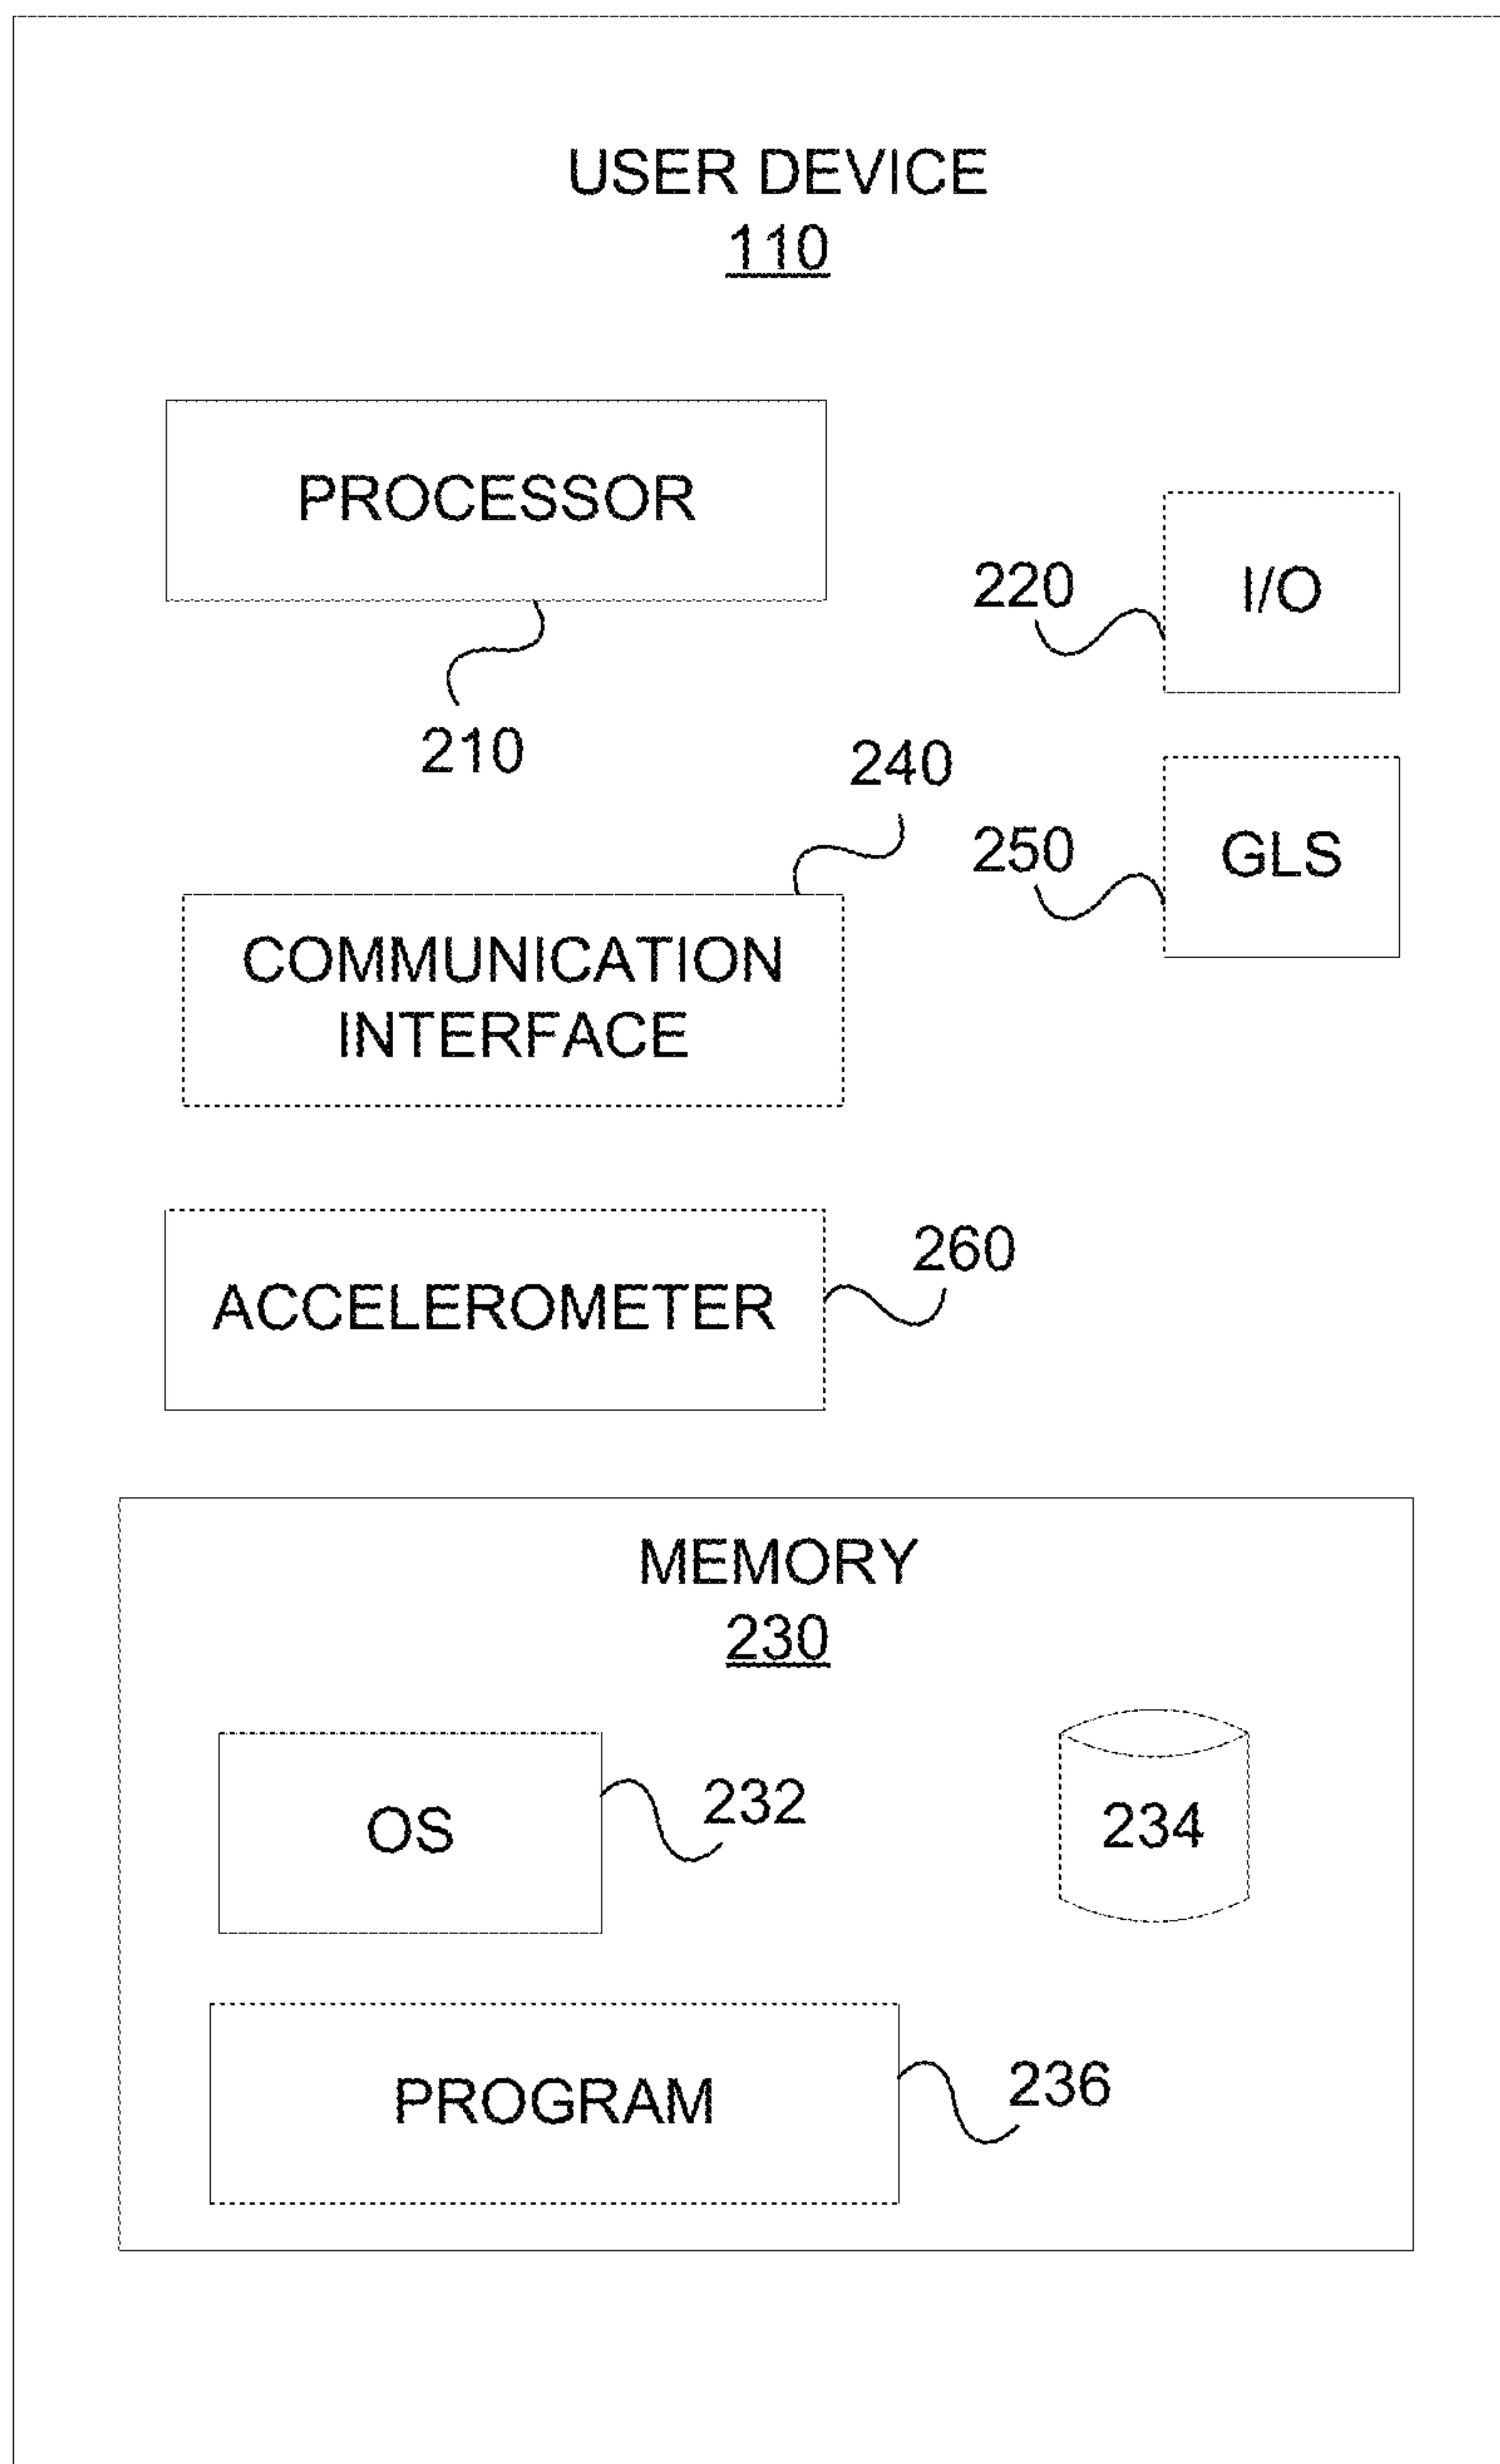 USER DEVICE
110
PROCESSOR
210
220
I/O
240
250
GLS
COMMUNICATION
INTERFACE
ACCELEROMETER
260
MEMORY
230
OS
232
234
PROGRAM
236